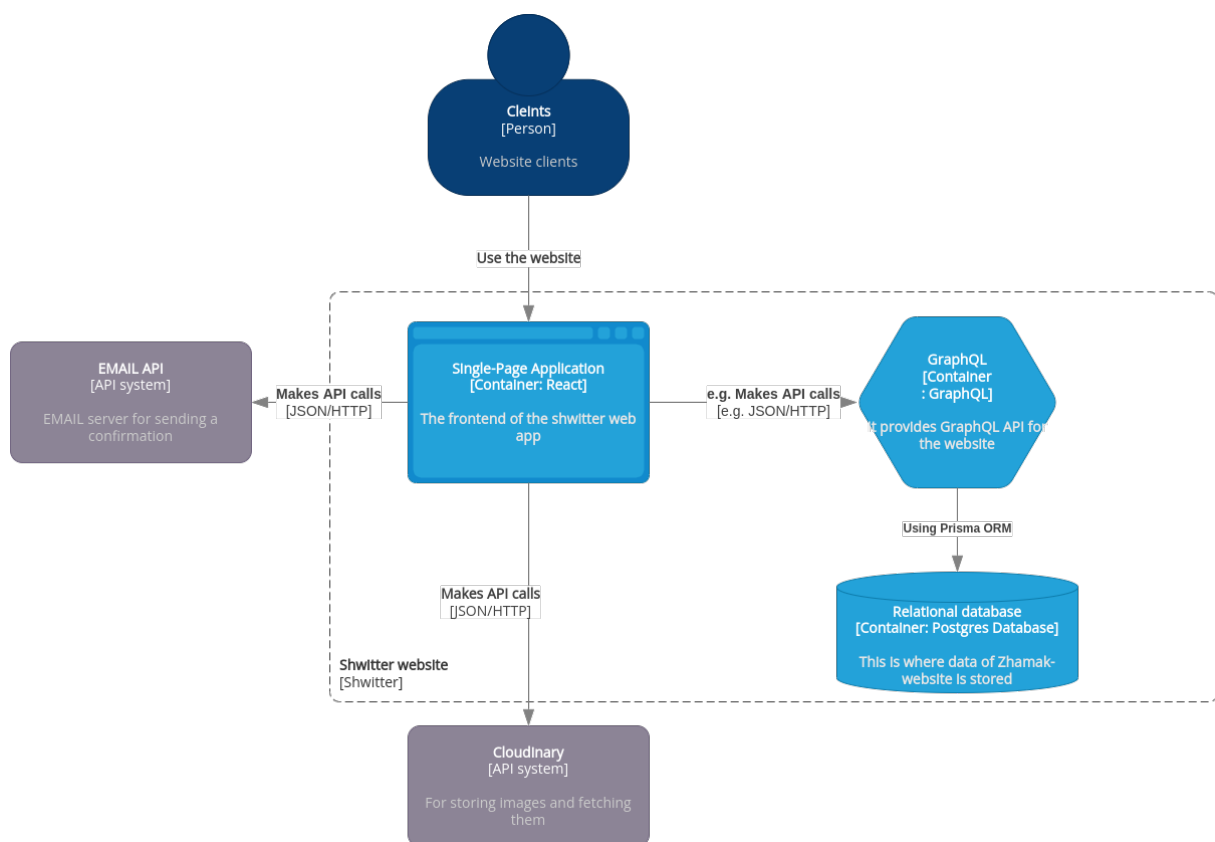 CleInts
[Person]
Website clients
Use the website
EMAIL API
[API system]
EMAIL server for sending a
confirmation
Makes API calls
[JSON/HTTP]
Single-Page Application
[Container: React]
The frontend of the shwitter web
app
e.g. Makes API calls
[e.g. JSON/HTTP]
GraphQL
[Container
: GraphQL]
It provides GraphQL API for
the website
Using Prisma ORM
Makes API calls
[JSON/HTTP]
Relational database
[Container: Postgres Database]
This is where data of Zhamak-
website is stored
Shwitter website
[Shwitter]
Cloudinary
[API system]
For storing images and fetching
them